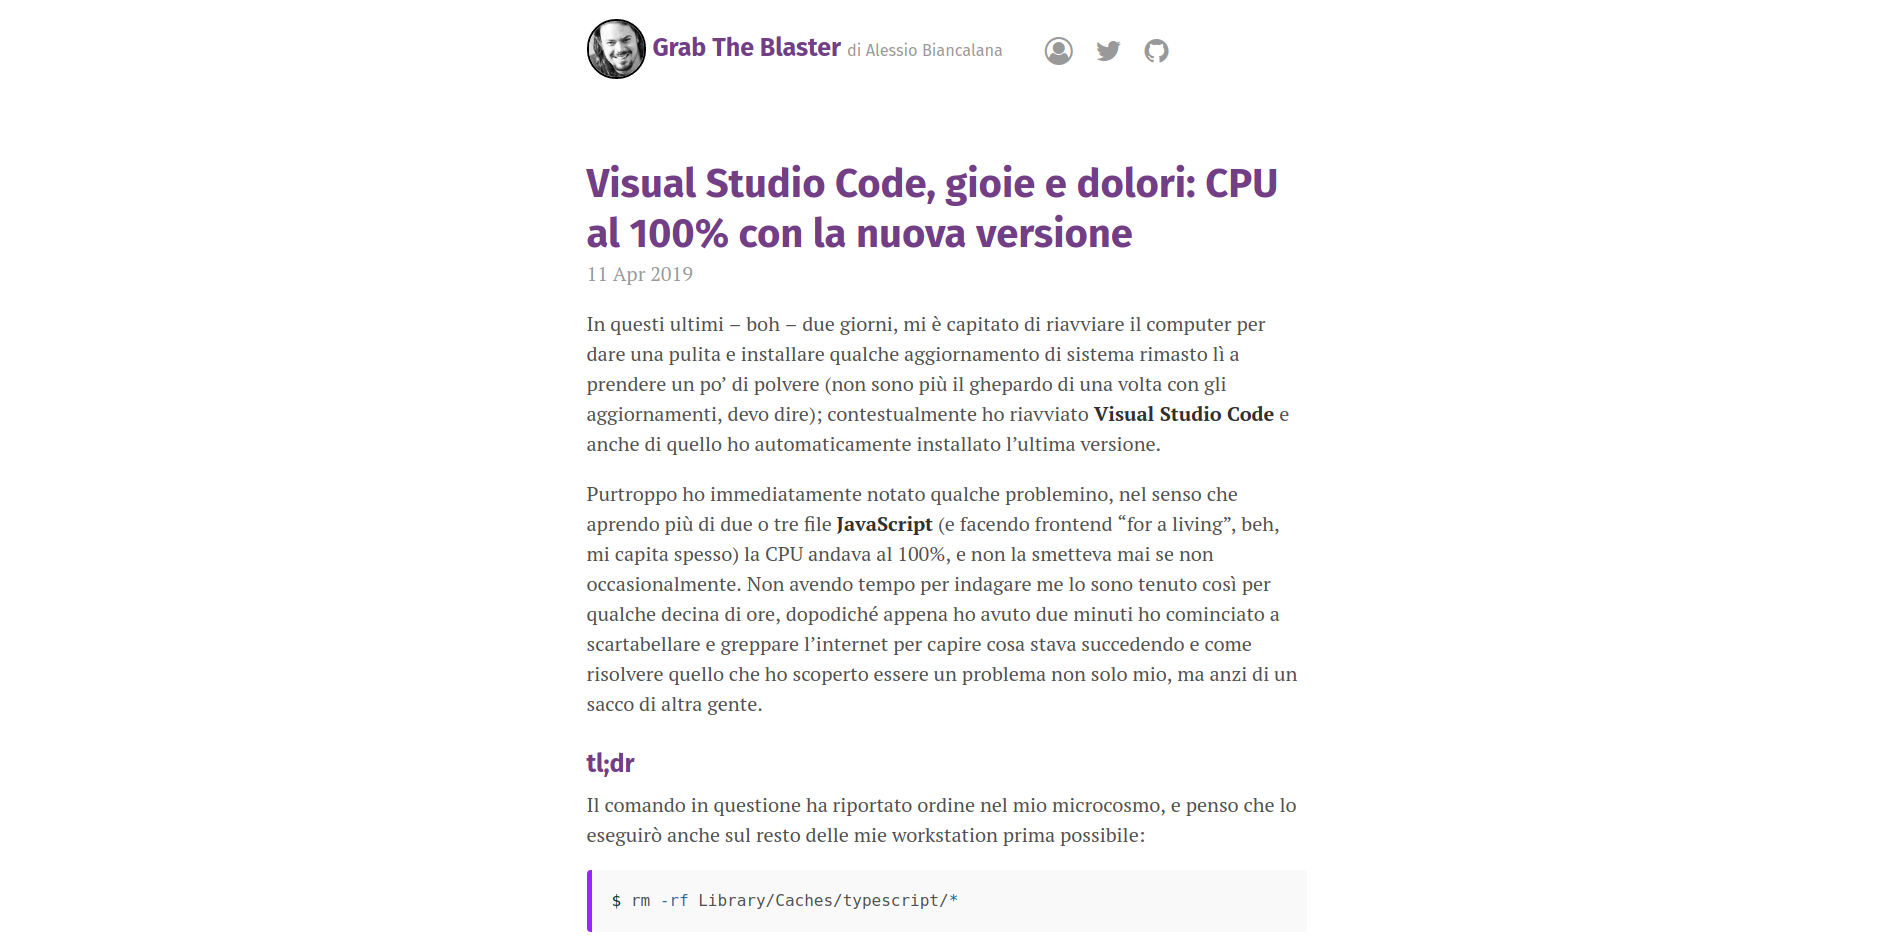 Grab The Blaster di Alessio Biancalana
Visual Studio Code, gioie e dolori: CPU
al 100% con la nuova versione
11 Apr 2019
In questi ultimi – boh – due giorni, mi è capitato di riavviare il computer per
dare una pulita e installare qualche aggiornamento di sistema rimasto lì a
prendere un po’ di polvere (non sono più il ghepardo di una volta con gli
aggiornamenti, devo dire); contestualmente ho riavviato Visual Studio Code e
anche di quello ho automaticamente installato l’ultima versione.
Purtroppo ho immediatamente notato qualche problemino, nel senso che
aprendo più di due o tre file JavaScript (e facendo frontend “for a living”, beh,
mi capita spesso) la CPU andava al 100%, e non la smetteva mai se non
occasionalmente. Non avendo tempo per indagare me lo sono tenuto così per
qualche decina di ore, dopodiché appena ho avuto due minuti ho cominciato a
scartabellare e greppare l’internet per capire cosa stava succedendo e come
risolvere quello che ho scoperto essere un problema non solo mio, ma anzi di un
sacco di altra gente.
tl;dr
Il comando in questione ha riportato ordine nel mio microcosmo, e penso che lo
eseguirò anche sul resto delle mie workstation prima possibile:
$ rm -rf Library/Caches/typescript/*